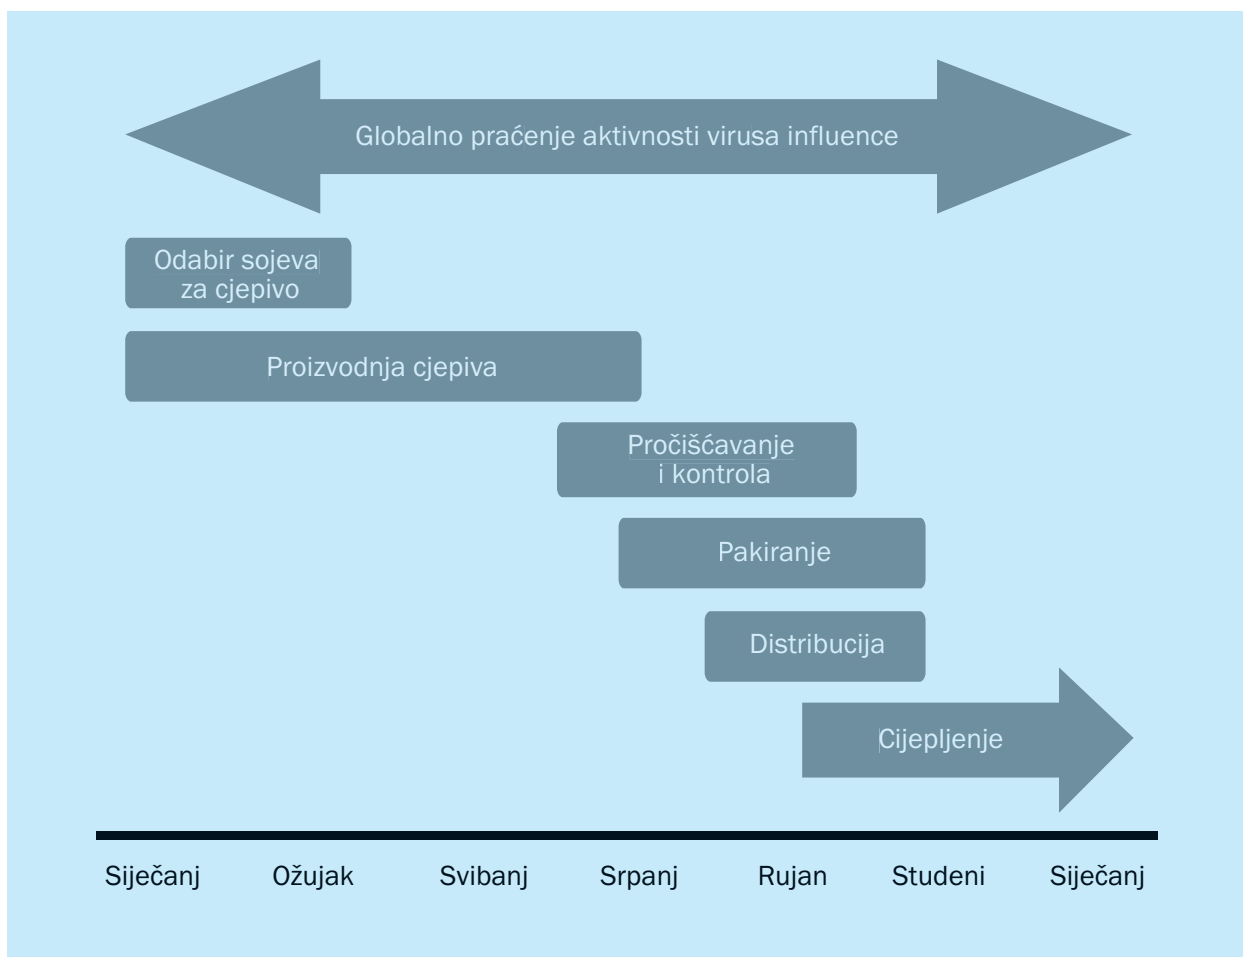 Globalno praćenje aktivnosti virusa influence
Odabir sojeva
za cjepivo
Proizvodnja cjepiva
Pročišćavanje
i kontrola
Pakiranje
Distribucija
Cijepljenje
Siječanj Ožujak Svibanj Srpanj Rujan Studeni Siječanj